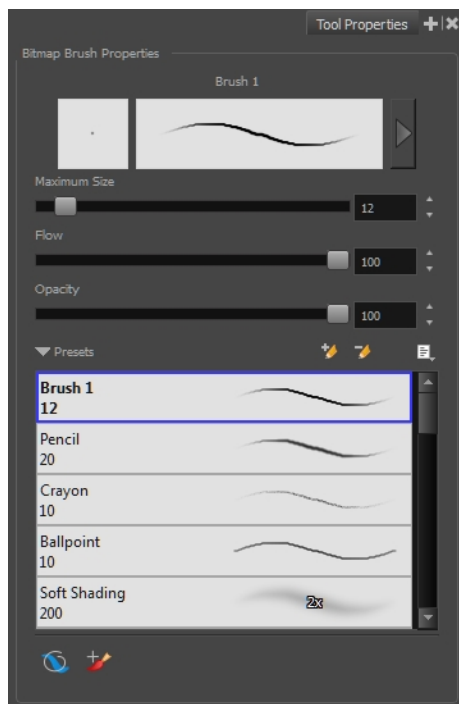 Tool Properties
Bitmap Brush Properties
Brush 1
Maximum Size
12
Flow
100
Opacity
100
Presets
Brush 1
12
Pencil
20
Crayon
10
Ballpoint
10
Soft Shading
200
2x